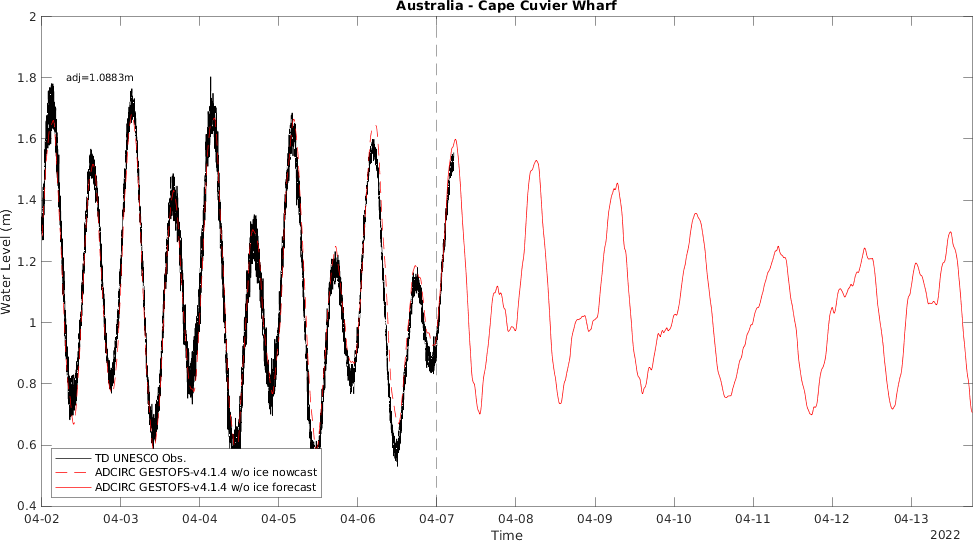 Australia - Cape Cuvier Wharf
adj=1.0883m
Water Level (m)
2
1.8
1.6
1.4
1.2
1
0.8
0.6
0.4
TD UNESCO Obs.
ADCIRC GESTOFS-v4.1.4 w/o ice nowcast
ADCIRC GESTOFS-v4.1.4 w/o ice forecast
04-02 04-03 04-04 04-05 04-06 04-07 04-08 04-09 04-10 04-11 04-12 04-13
Time
2022